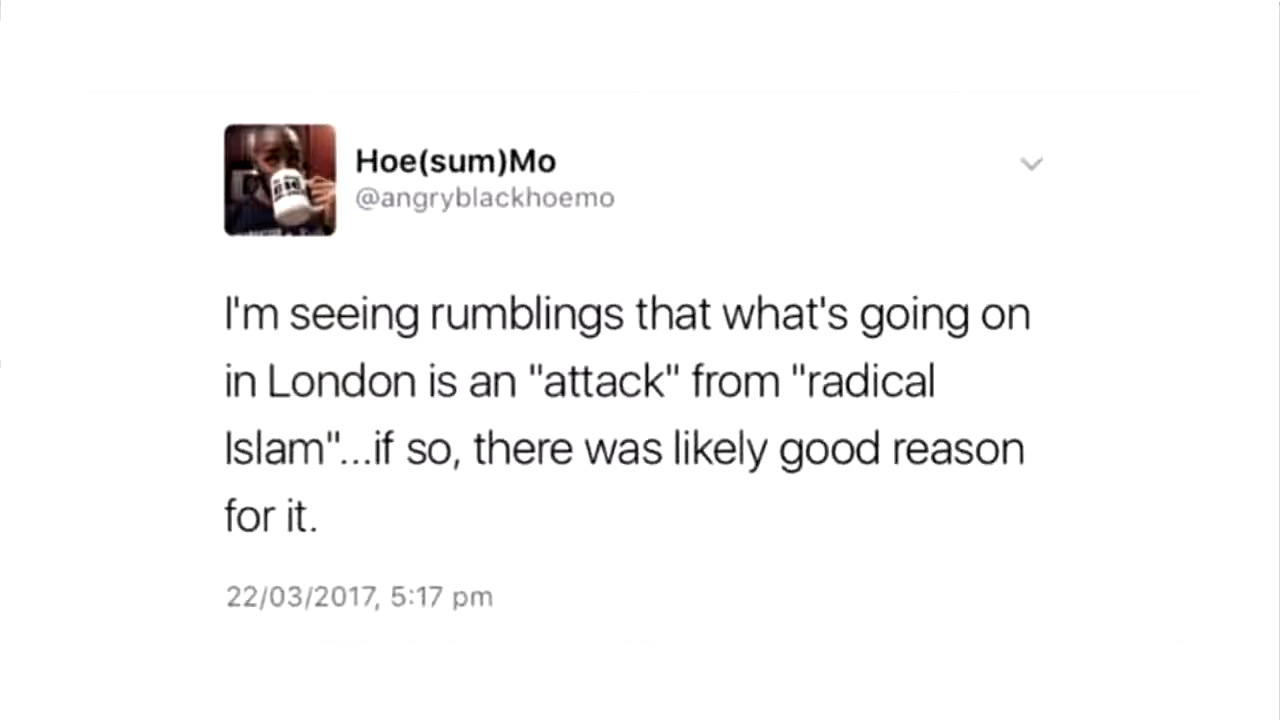 Hoe(sum)Mo
@angryblackhoemo
I'm seeing rumblings that what's going on
in London is an "attack" from "radical
Islam"...if so, there was likely good reason
for it.
22/03/2017, 5:17 pm